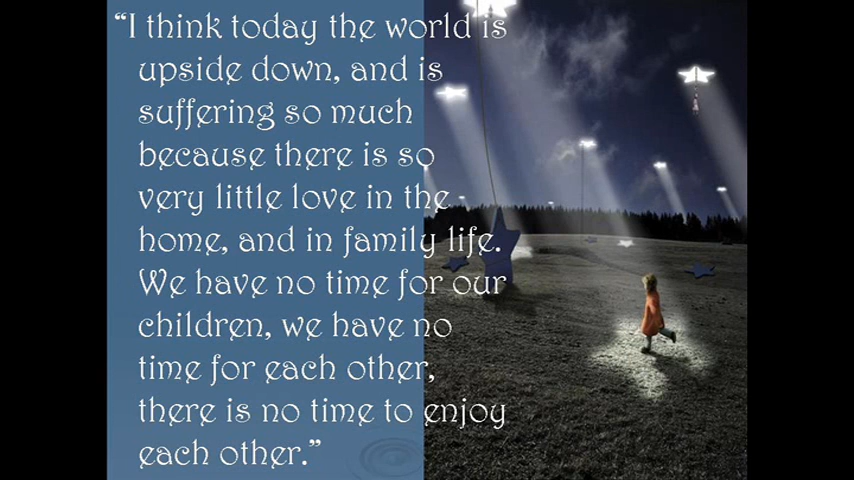 “I think today the world is
upside down, and is
suffering so much
because there is so
very little love in the
home, and in family life.
We have no time for our
children, we have no
time for each other,
there is no time to enjoy
each other.”